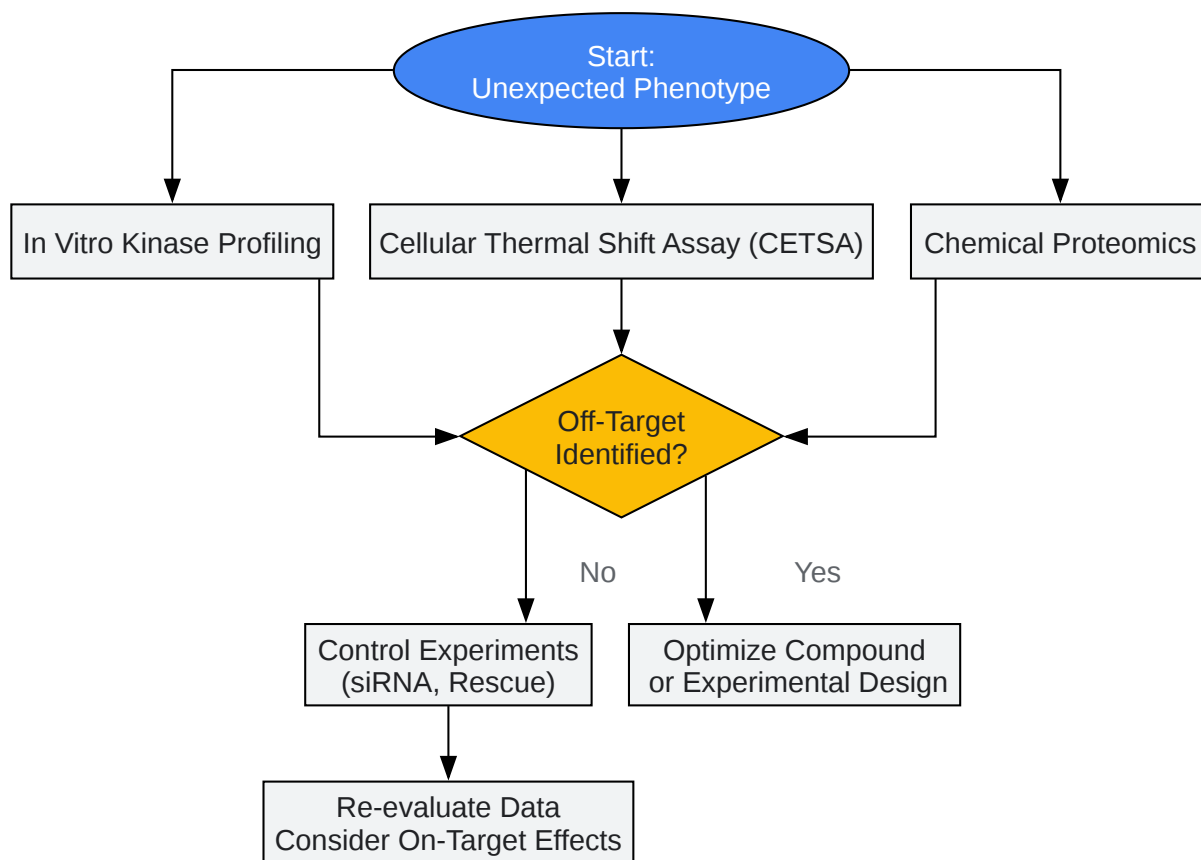 Start:
Unexpected Phenotype
In Vitro Kinase Profiling
Cellular Thermal Shift Assay (CETSA)
Chemical Proteomics
Off-Target
Identified?
No
Yes
Control Experiments
(siRNA, Rescue)
Optimize Compound
or Experimental Design
Re-evaluate Data
Consider On-Target Effects